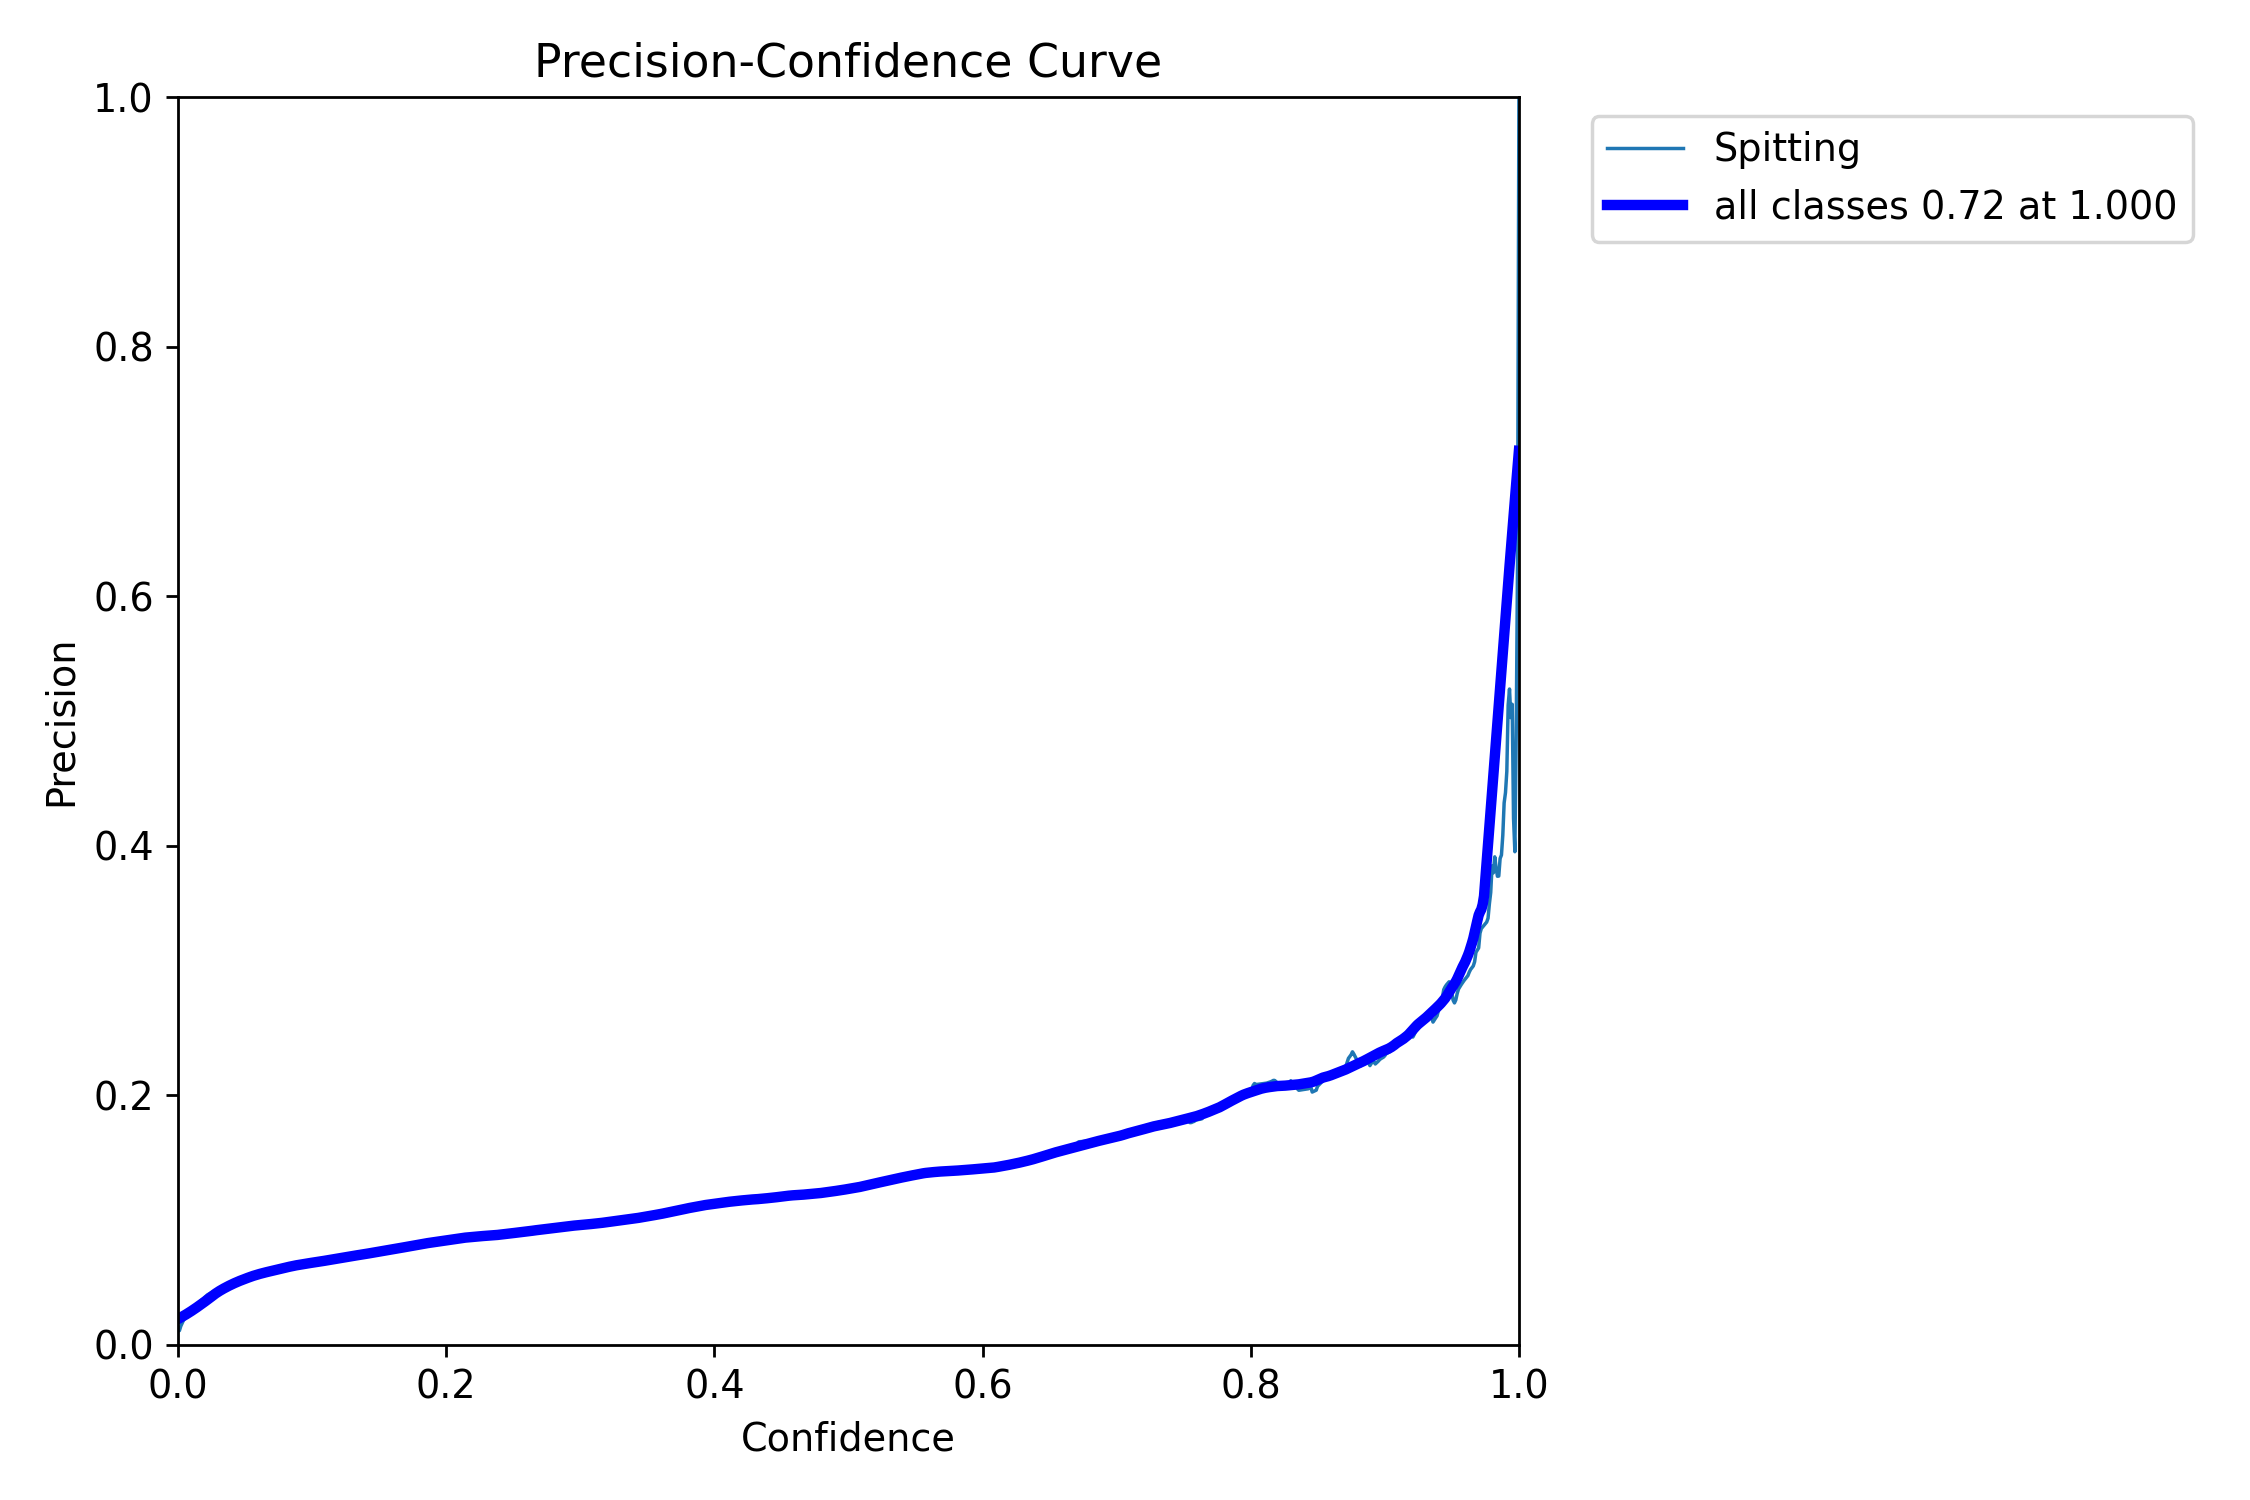 Precision-Confidence Curve
1.0
0.8
0.6
0.4
0.2
0.0
Precision
0.0 0.2 0.4 0.6 0.8 1.0
Confidence
Spitting
all classes 0.72 at 1.000